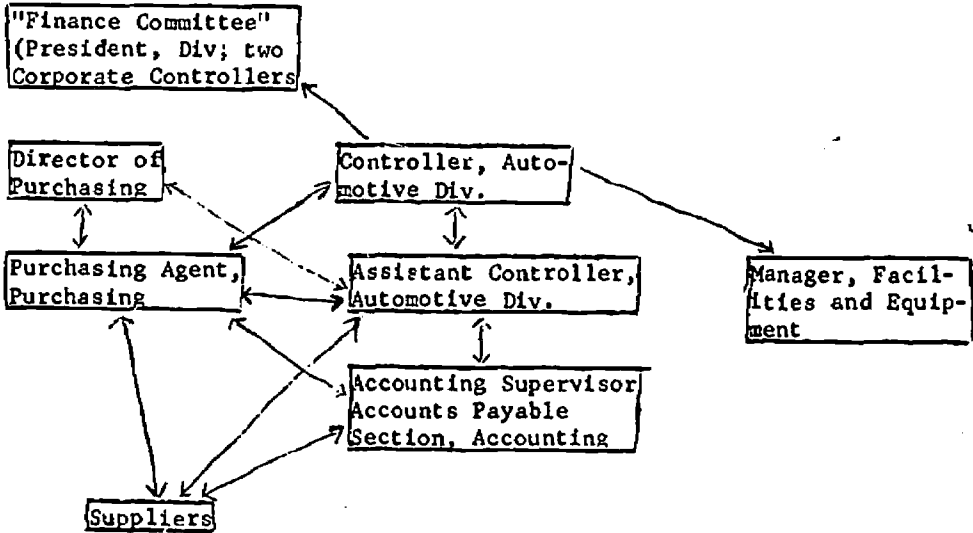 "Finance Committee"
(President, Div; two
Corporate Controllers
Director of
Purchasing
Controller, Auto-
motive Div.
Purchasing Agent,
Purchasing
Assistant Controller,
Automotive Div.
Manager, Facil-
ities and Equip-
ment
Accounting Supervisor
Accounts Payable
Section, Accounting
Suppliers